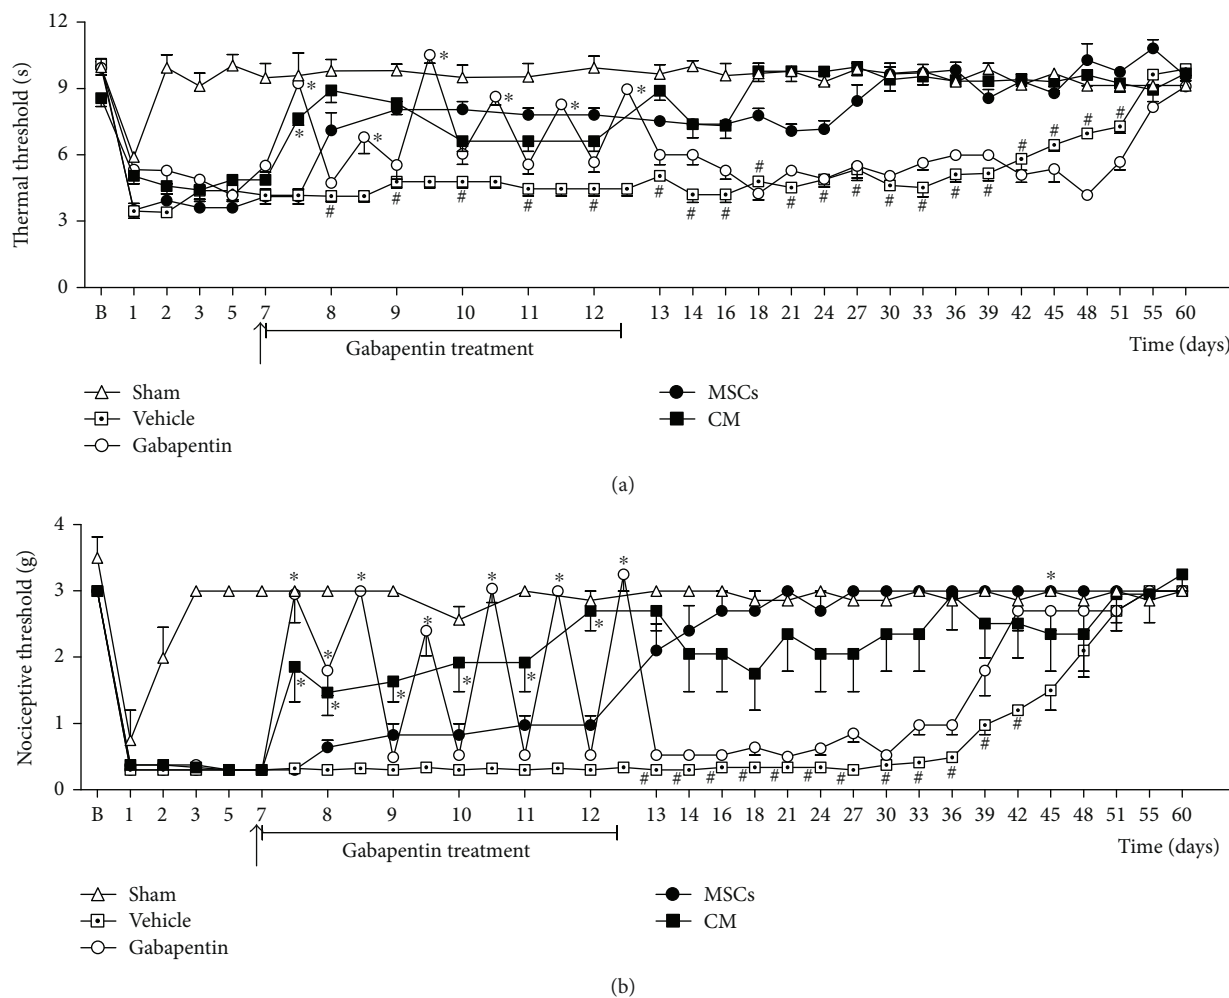 12
9
6
3
0
Thermal threshold (s)
* * * * * * *
# # # # # # # # # # # # # # # # # # #
B 1 2 3 5 7 8 9 10 11 12 13 14 16 18 21 24 27 30 33 36 39 42 45 48 51 55 60
Gabapentin treatment
Time (days)
Sham
Vehicle
Gabapentin
MSCs
CM
(a)
4
3
2
1
0
Nociceptive threshold (g)
* * * * * * * * * * * * * *
# # # # # # # # # # # #
B 1 2 3 5 7 8 9 10 11 12 13 14 16 18 21 24 27 30 33 36 39 42 45 48 51 55 60
Gabapentin treatment
Time (days)
Sham
Vehicle
Gabapentin
MSCs
CM
(b)